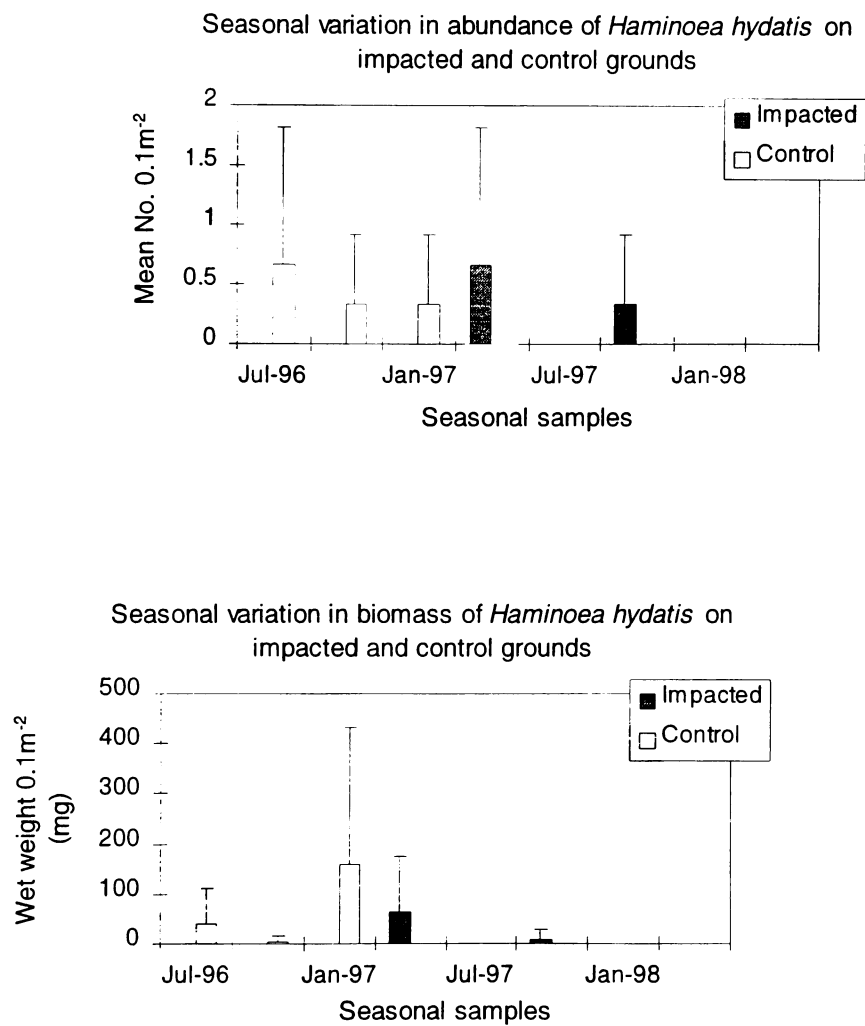 Seasonal variation in abundance of Haminoea hydatis on
impacted and control grounds
Mean No. 0.1m⁻²
2
1.5
1
0.5
0
Impacted
Control
Jul-96 Jan-97 Jul-97 Jan-98
Seasonal samples
Seasonal variation in biomass of Haminoea hydatis on
impacted and control grounds
Wet weight 0.1m⁻²
(mg)
500
400
300
200
100
0
Impacted
Control
Jul-96 Jan-97 Jul-97 Jan-98
Seasonal samples